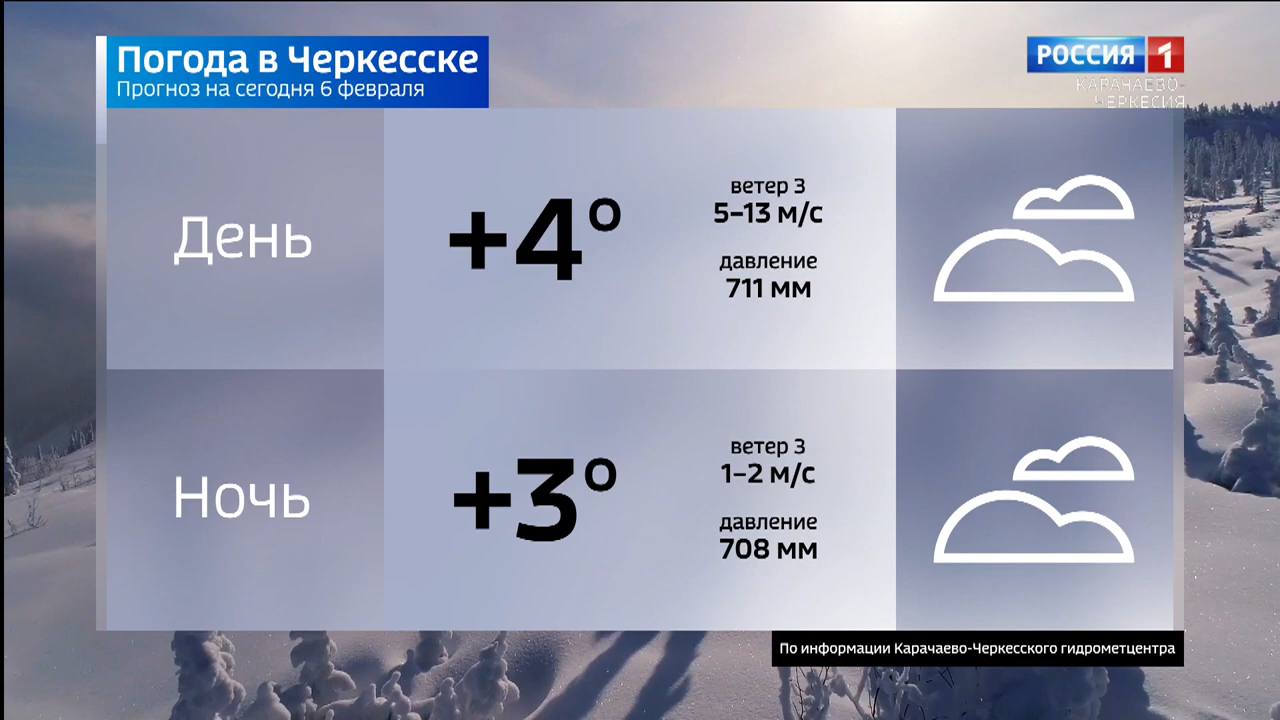 Погода в Черкесске
Прогноз на сегодня 6 февраля
РОССИЯ 1
КАРАЧАЕВО-
ЧЕРКЕСИЯ
День
+4°
ветер З
5–13 м/с
давление
711 мм
Ночь
+3°
ветер З
1–2 м/с
давление
708 мм
По информации Карачаево-Черкесского гидрометцентра